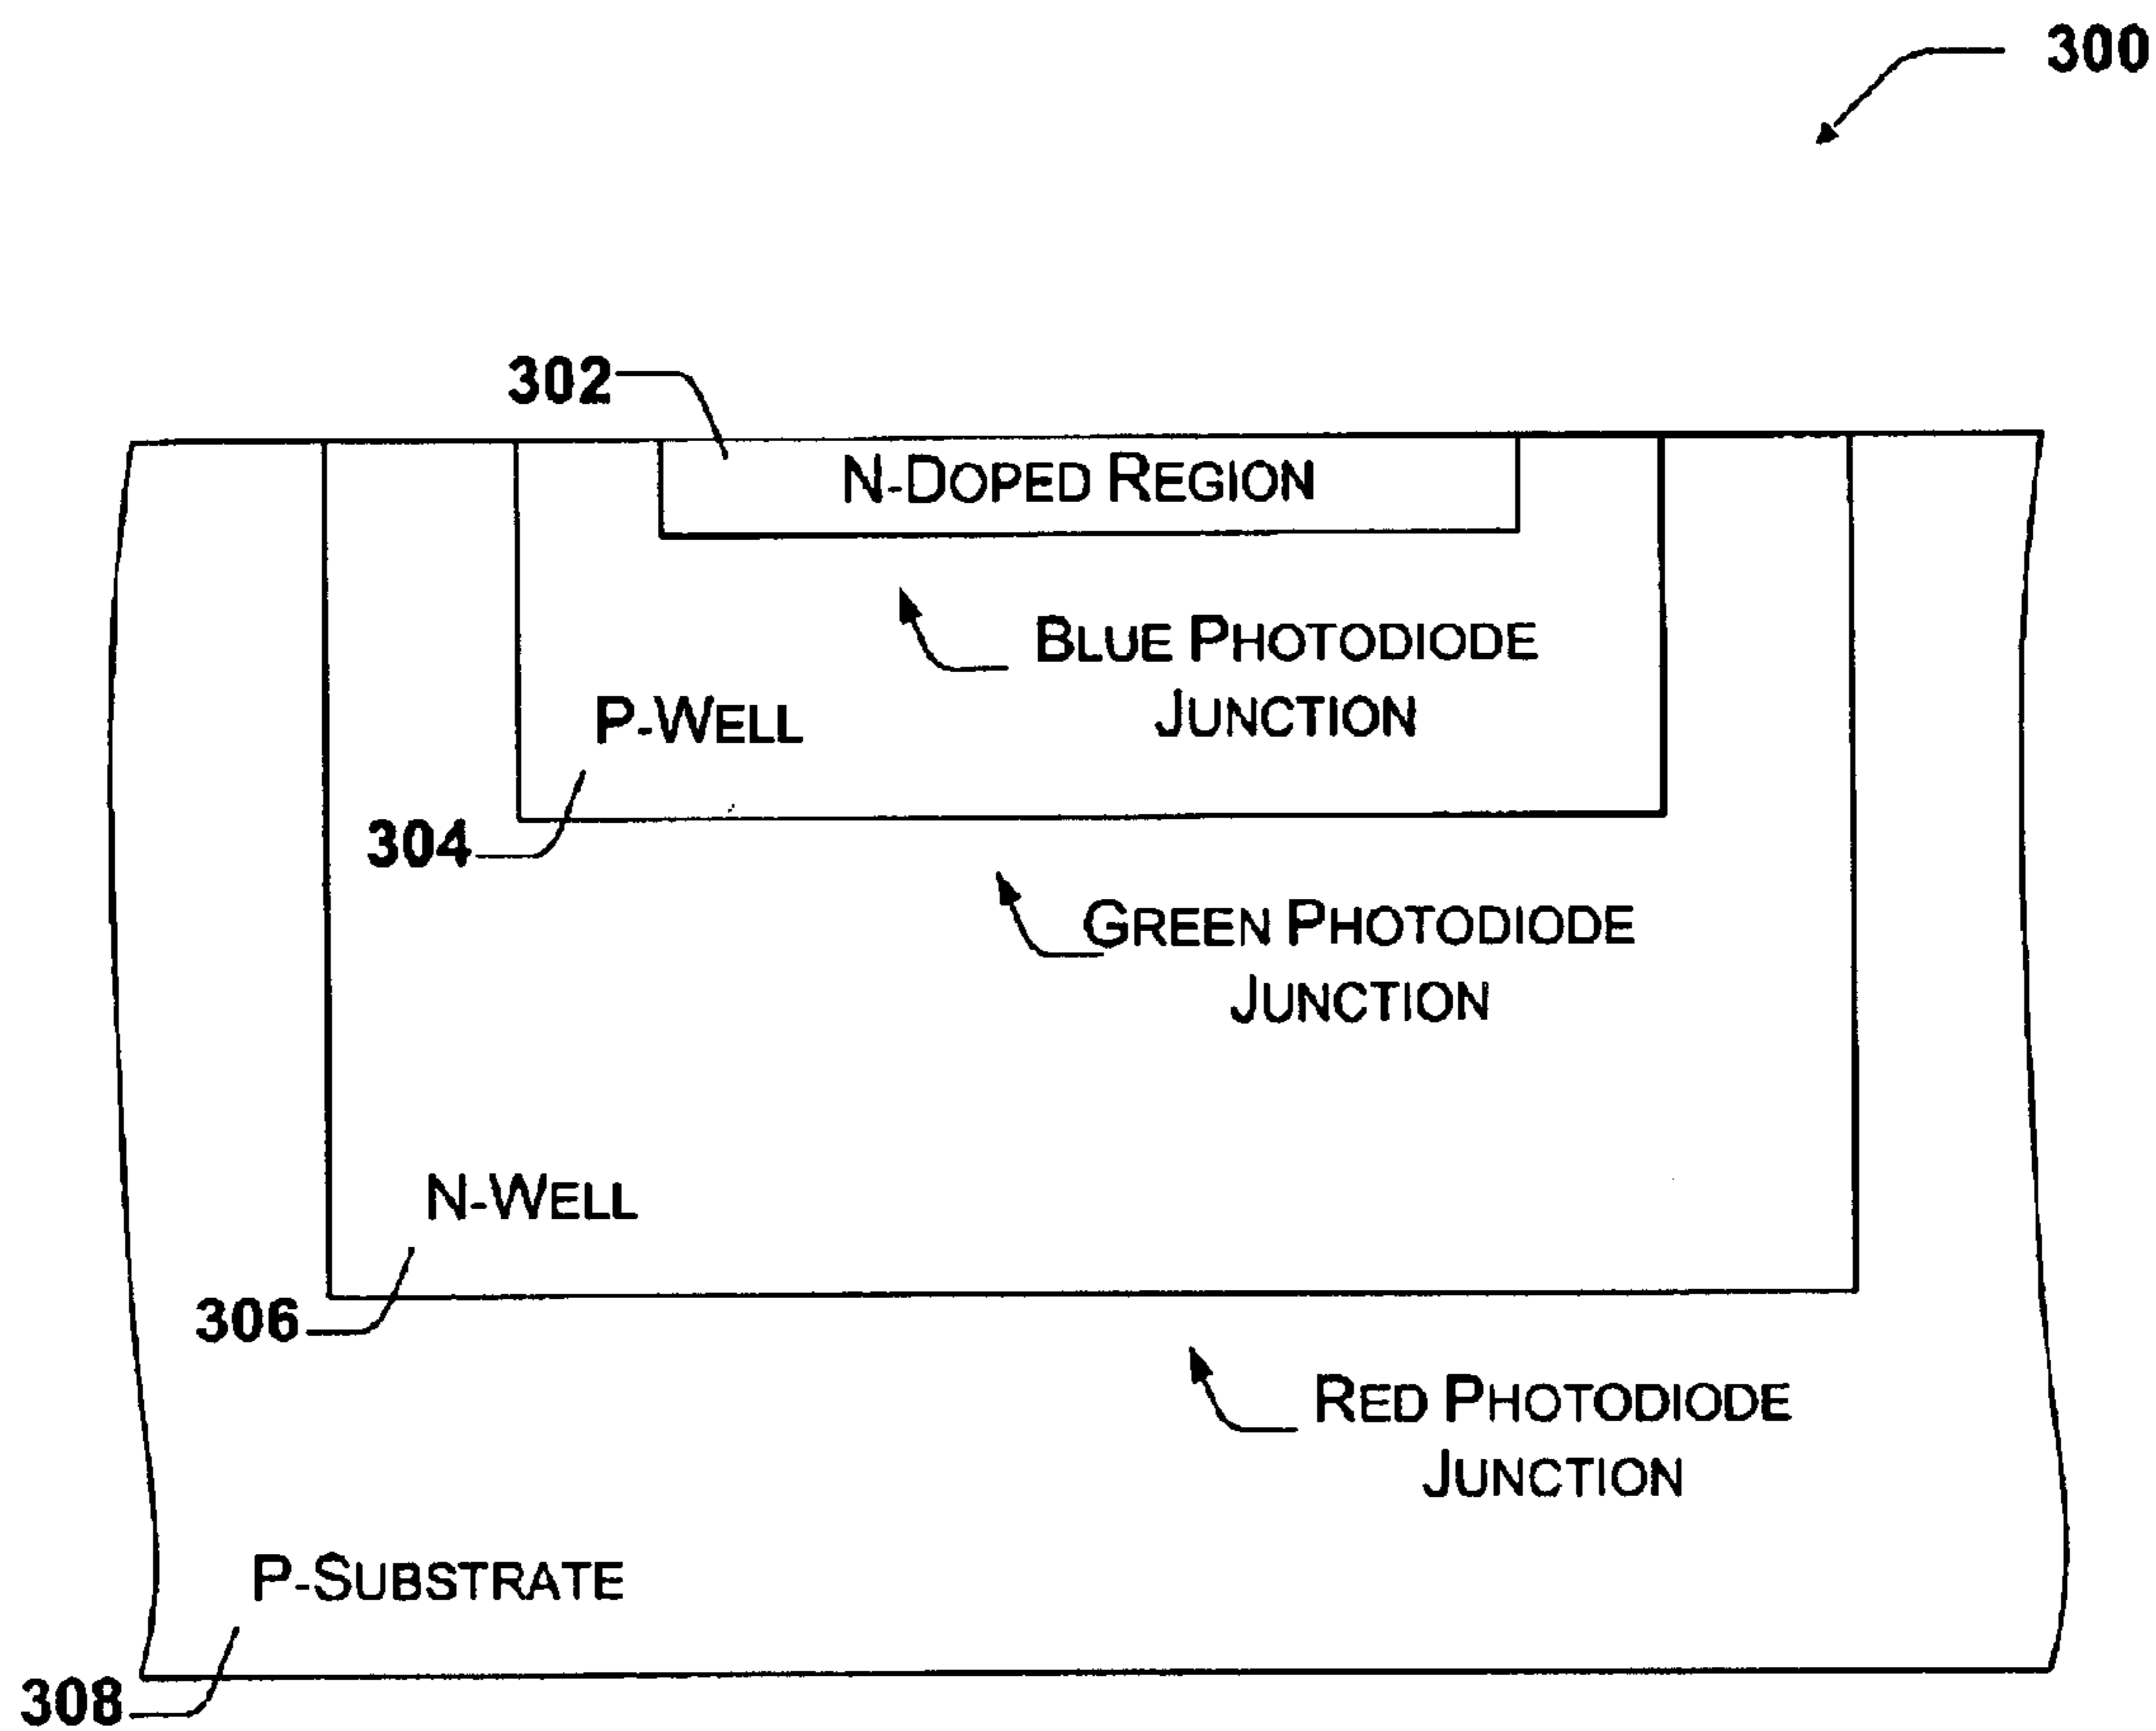 300
302
N-DOPED REGION
BLUE PHOTODIODE
JUNCTION
P-WELL
304
GREEN PHOTODIODE
JUNCTION
N-WELL
306
RED PHOTODIODE
JUNCTION
P-SUBSTRATE
308